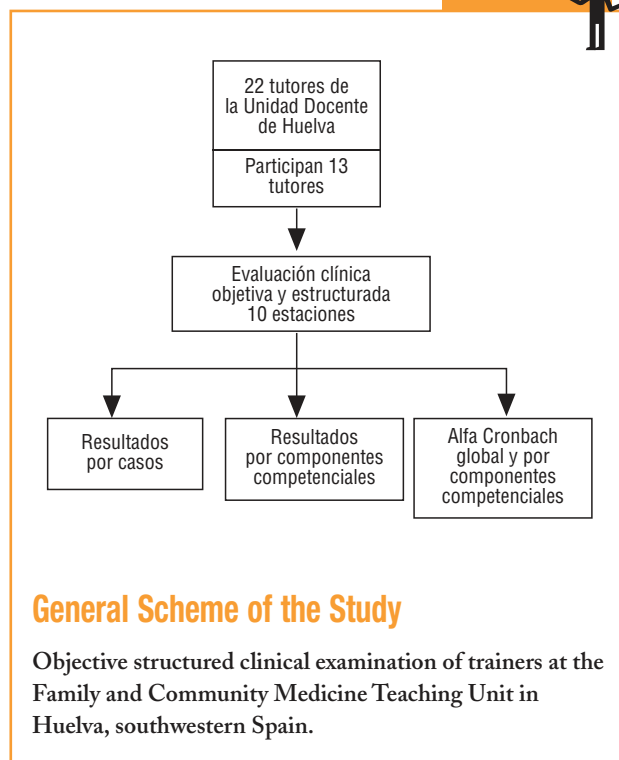 22 tutores de
la Unidad Docente
de Huelva
Participan 13
tutores
Evaluación clínica
objetiva y estructurada
10 estaciones
Resultados
por casos
Resultados
por componentes
competenciales
Alfa Cronbach
global y por
componentes
competenciales
General Scheme of the Study
Objective structured clinical examination of trainers at the
Family and Community Medicine Teaching Unit in
Huelva, southwestern Spain.